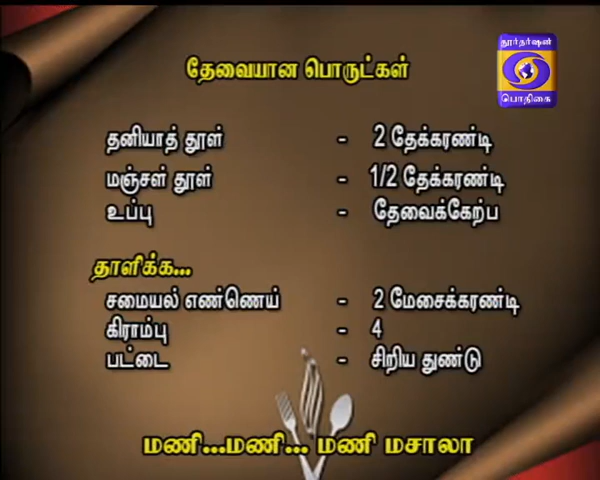 தூர்தர்ஷன்
பொதிகை
தேவையான பொருட்கள்
தனியாத் தூள் - 2 தேக்கரண்டி
மஞ்சள் தூள் - 1/2 தேக்கரண்டி
உப்பு - தேவைக்கேற்ப
தாளிக்க...
சமையல் எண்ணெய் - 2 மேசைக்கரண்டி
கிராம்பு - 4
பட்டை - சிறிய துண்டு
மணி...மணி... மணி மசாலா